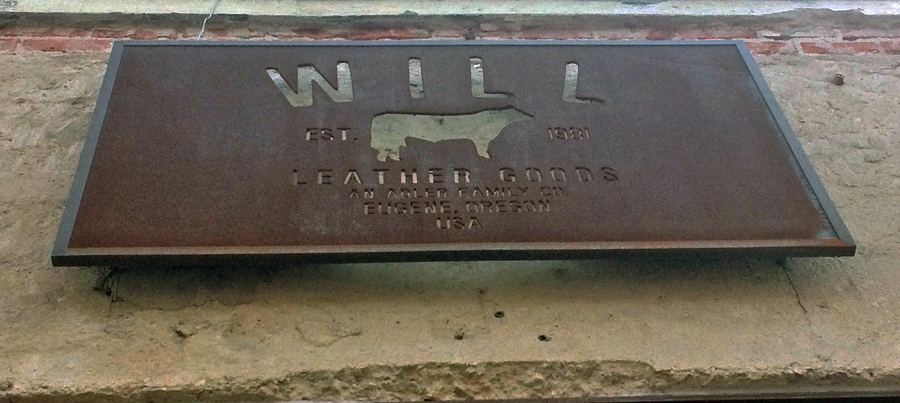 WILL
EST. 1981
LEATHER GOODS
AN ADLER FAMILY CO.
EUGENE, OREGON
USA